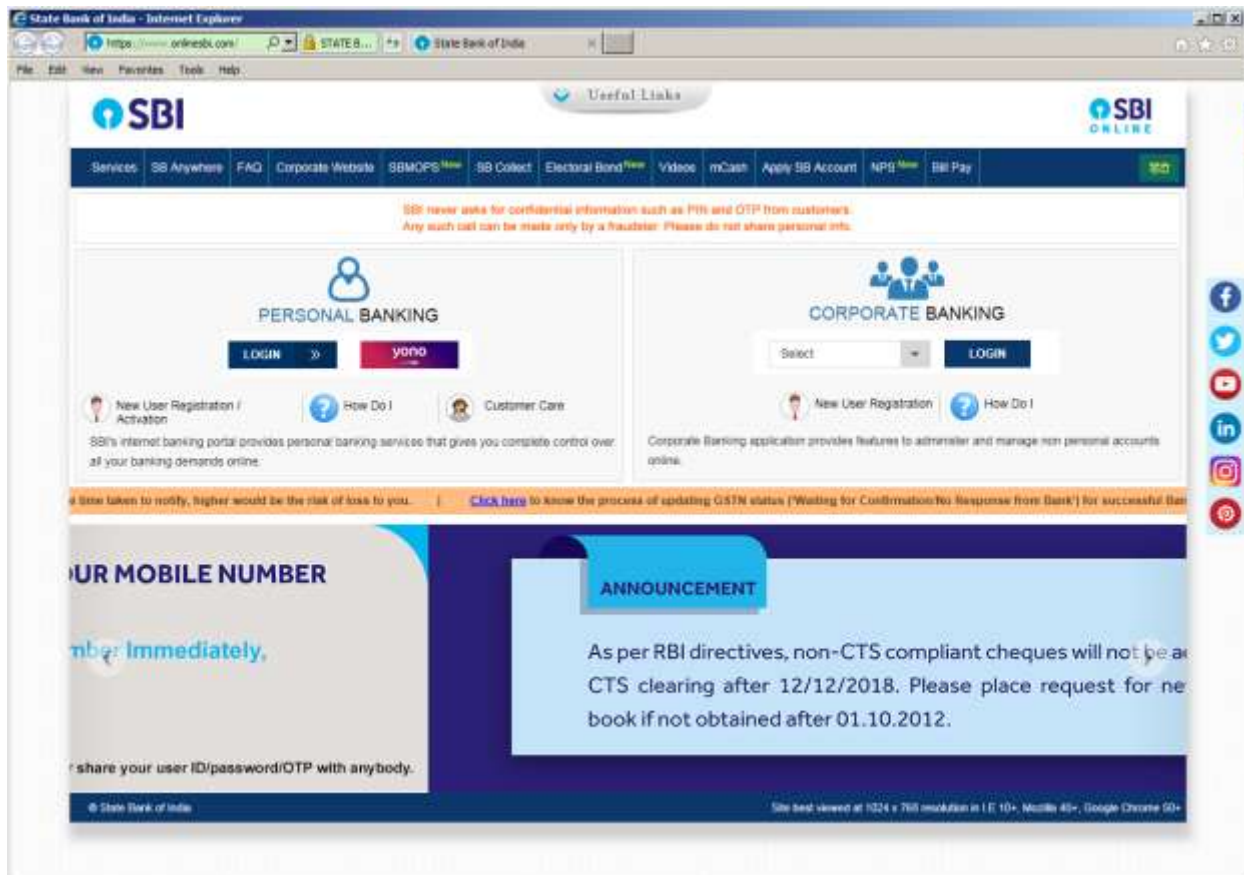 State Bank of India - Internet Explorer
https://www.onlinesbi.com/ STATE B... State Bank of India
File Edit View Favorites Tools Help
Useful Links
SBI
SBI
ONLINE
Services SB Anywhere FAQ Corporate Website SBMOPS New SB Collect Electoral Bond New Videos mCash Apply SB Account NPS New Bill Pay
SBI never asks for confidential information such as PIN and OTP from customers.
Any such call can be made only by a fraudster. Please do not share personal info.
PERSONAL BANKING
LOGIN » yono
New User Registration /
Activation
How Do I
Customer Care
SBI's internet banking portal provides personal banking services that gives you complete control over
all your banking demands online.
CORPORATE BANKING
Select LOGIN
New User Registration How Do I
Corporate Banking application provides features to administer and manage non personal accounts
online.
time taken to notify, higher would be the risk of loss to you. | Click here to know the process of updating GSTN status ('Waiting for Confirmation/No Response from Bank') for successful Ban
OUR MOBILE NUMBER
mber Immediately,
share your user ID/password/OTP with anybody.
ANNOUNCEMENT
As per RBI directives, non-CTS compliant cheques will not be a
CTS clearing after 12/12/2018. Please place request for ne
book if not obtained after 01.10.2012.
© State Bank of India
Site best viewed at 1024 x 768 resolution in I.E 10+, Mozilla 40+, Google Chrome 50+